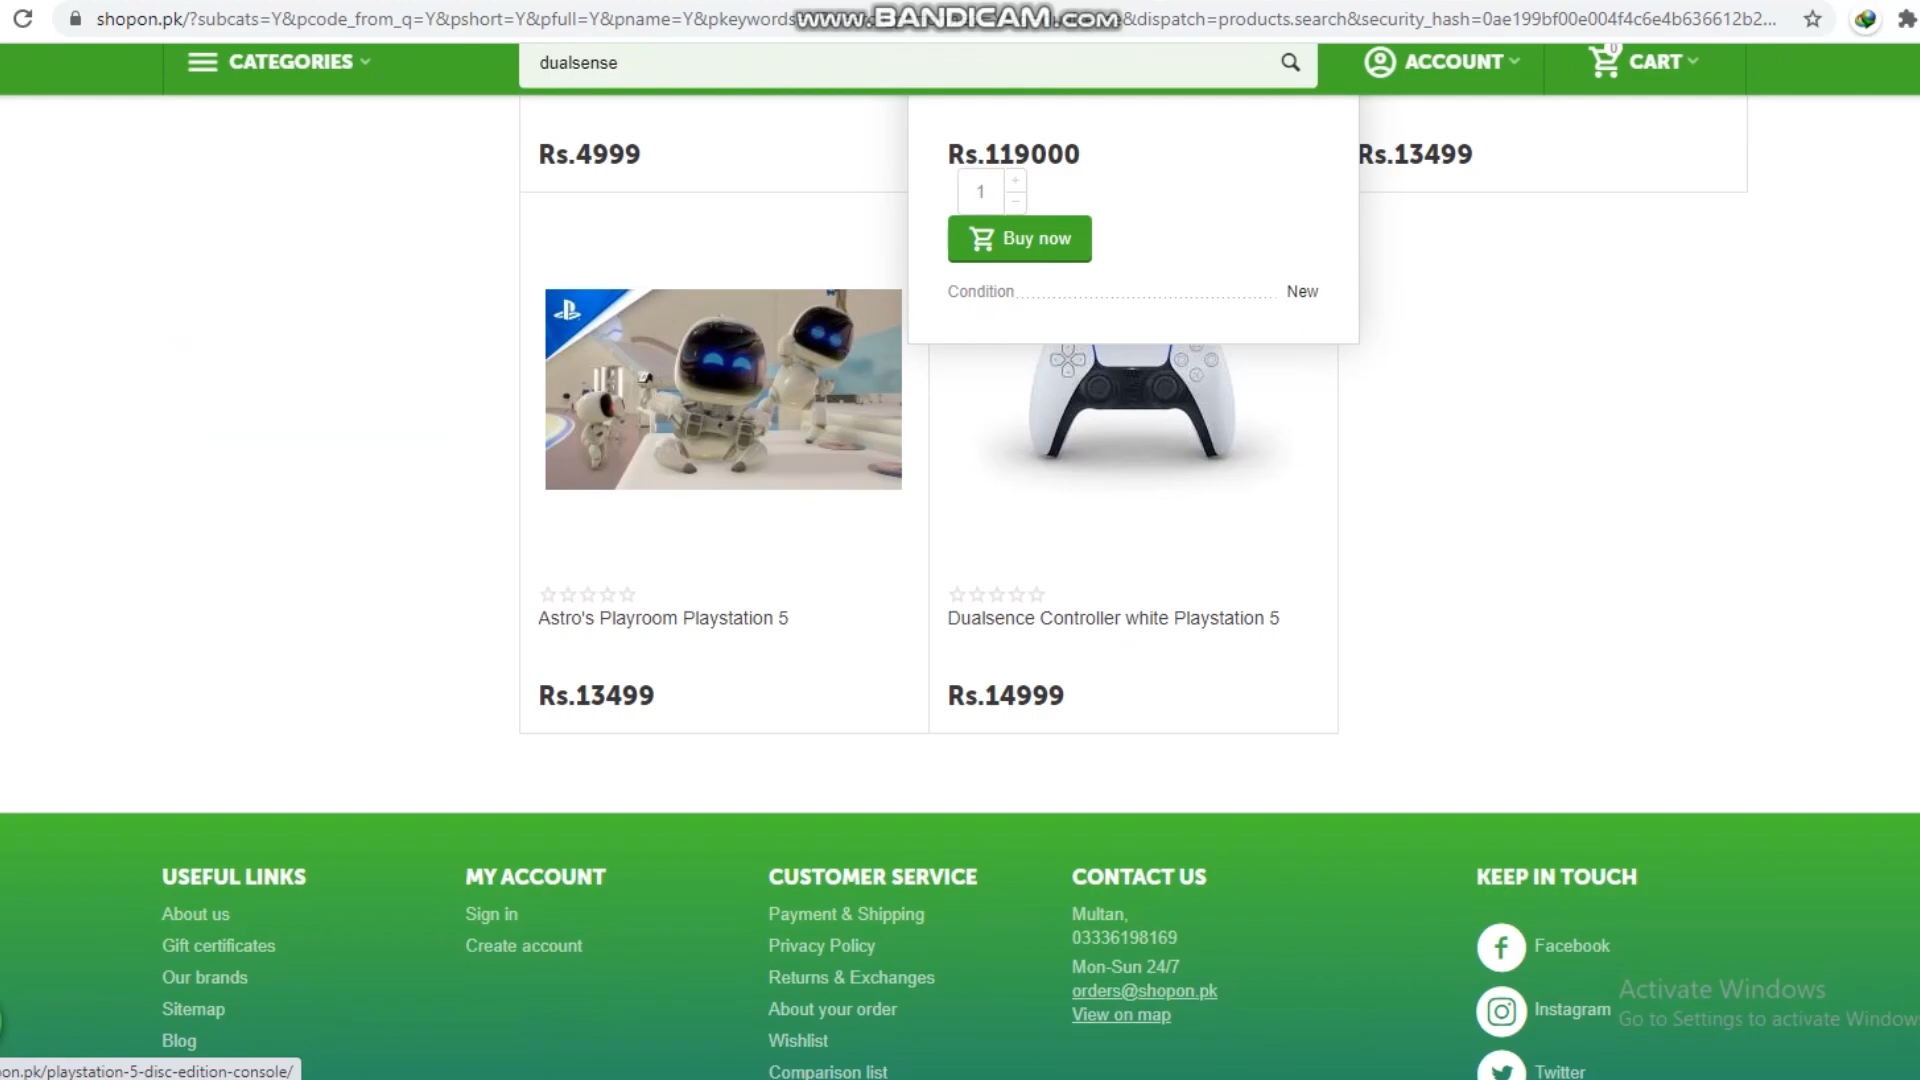 shopon.pk/?subcats=Y&pcode_from_q=Y&pshort=Y&pfull=Y&pname=Y&pkeywords
&dispatch=products.search&security_hash=0ae199bf00e004f4c6e4b636612b2...
www.BANDICAM.com
CATEGORIES
dualsense
ACCOUNT
0
CART
Rs.4999
Rs.119000
Rs.13499
1
+
−
Buy now
Condition
New
Astro's Playroom Playstation 5
Dualsence Controller white Playstation 5
Rs.13499
Rs.14999
USEFUL LINKS
About us
Gift certificates
Our brands
Sitemap
Blog
MY ACCOUNT
Sign in
Create account
CUSTOMER SERVICE
Payment & Shipping
Privacy Policy
Returns & Exchanges
About your order
Wishlist
Comparison list
CONTACT US
Multan,
03336198169
Mon-Sun 24/7
orders@shopon.pk
View on map
KEEP IN TOUCH
Facebook
Instagram
Twitter
Activate Windows
Go to Settings to activate Windows
on.pk/playstation-5-disc-edition-console/